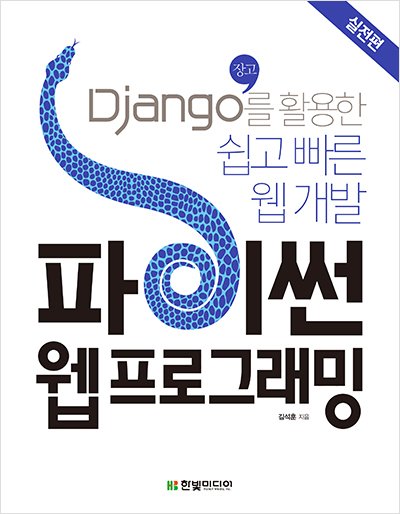 실전편
장고
Django를 활용한
쉽고 빠른
웹 개발
파이썬
웹 프로그래밍
김석훈 지음
HB 한빛미디어